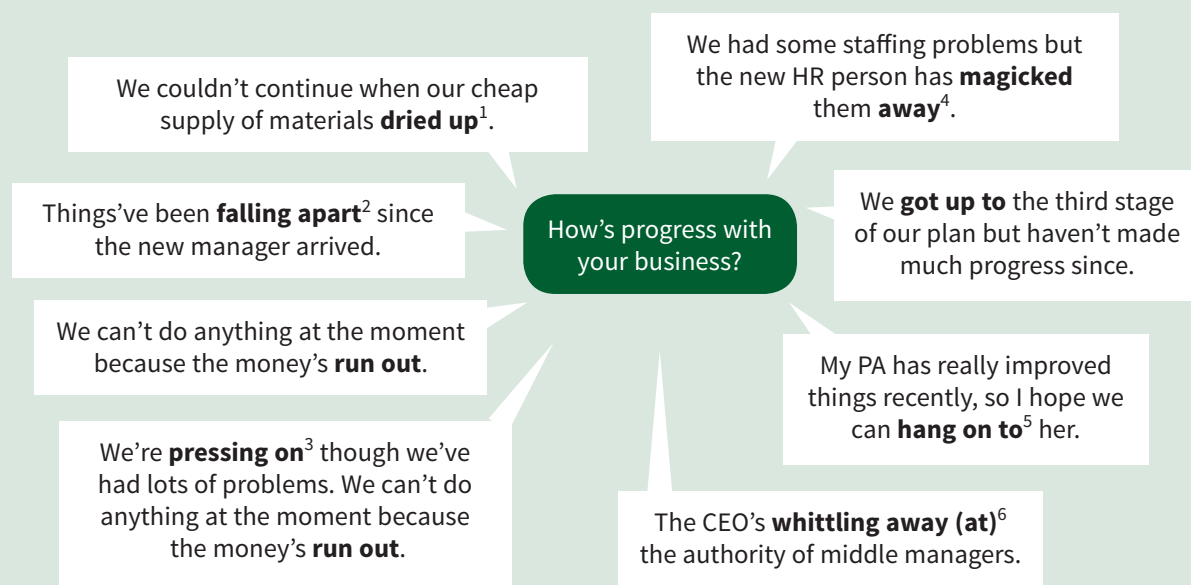 How's progress with
your business?
We couldn't continue when our cheap
supply of materials dried up¹.
We had some staffing problems but
the new HR person has magicked
them away⁴.
Things've been falling apart² since
the new manager arrived.
We got up to the third stage
of our plan but haven't made
much progress since.
We can't do anything at the moment
because the money's run out.
My PA has really improved
things recently, so I hope we
can hang on to⁵ her.
We're pressing on³ though we've
had lots of problems. We can't do
anything at the moment because
the money's run out.
The CEO's whittling away (at)⁶
the authority of middle managers.